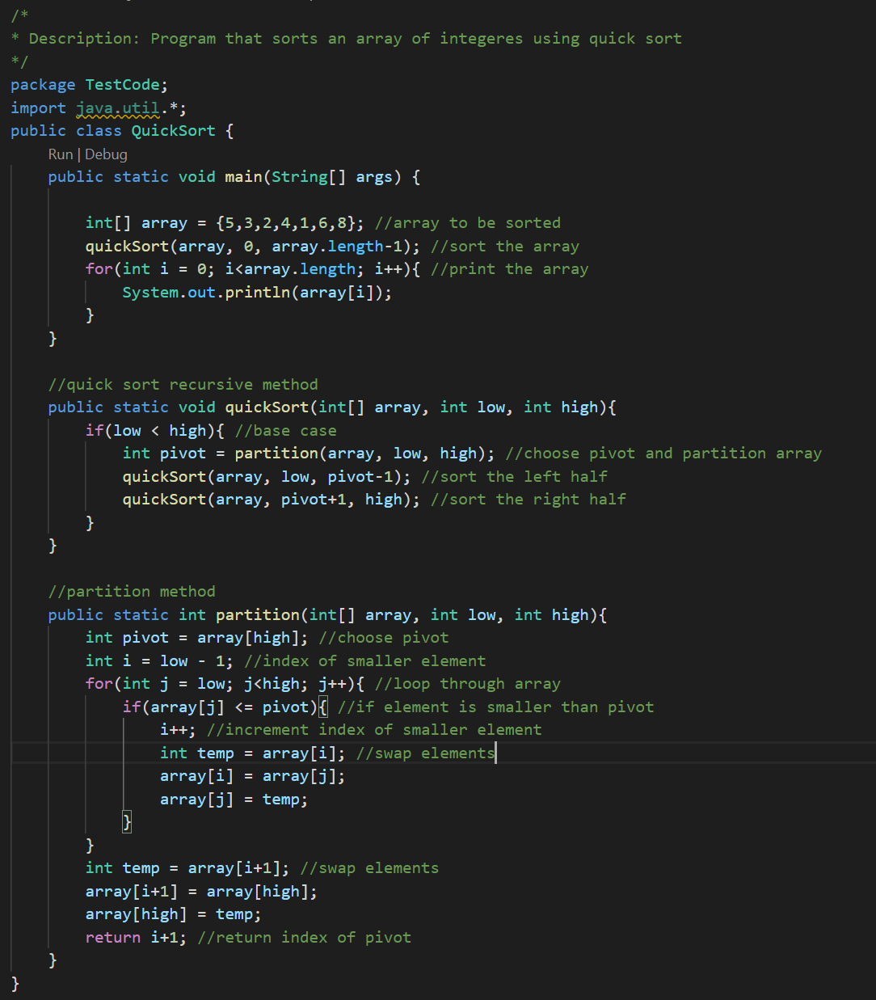 /*
* Description: Program that sorts an array of integeres using quick sort
*/
package TestCode;
import java.util.*;
public class QuickSort {
Run | Debug
public static void main(String[] args) {
int[] array = {5,3,2,4,1,6,8}; //array to be sorted
quickSort(array, 0, array.length-1); //sort the array
for(int i = 0; i<array.length; i++){ //print the array
System.out.println(array[i]);
}
}
//quick sort recursive method
public static void quickSort(int[] array, int low, int high){
if(low < high){ //base case
int pivot = partition(array, low, high); //choose pivot and partition array
quickSort(array, low, pivot-1); //sort the left half
quickSort(array, pivot+1, high); //sort the right half
}
}
//partition method
public static int partition(int[] array, int low, int high){
int pivot = array[high]; //choose pivot
int i = low - 1; //index of smaller element
for(int j = low; j<high; j++){ //loop through array
if(array[j] <= pivot){ //if element is smaller than pivot
i++; //increment index of smaller element
int temp = array[i]; //swap elements
array[i] = array[j];
array[j] = temp;
}
}
int temp = array[i+1]; //swap elements
array[i+1] = array[high];
array[high] = temp;
return i+1; //return index of pivot
}
}